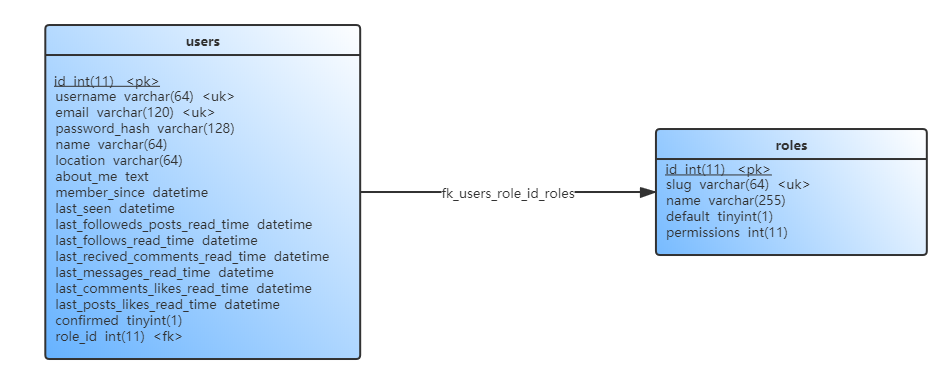 users
id int(11) <pk>
username varchar(64) <uk>
email varchar(120) <uk>
password_hash varchar(128)
name varchar(64)
location varchar(64)
about_me text
member_since datetime
last_seen datetime
last_followeds_posts_read_time datetime
last_follows_read_time datetime
last_recived_comments_read_time datetime
last_messages_read_time datetime
last_comments_likes_read_time datetime
last_posts_likes_read_time datetime
confirmed tinyint(1)
role_id int(11) <fk>
fk_users_role_id_roles
roles
id int(11) <pk>
slug varchar(64) <uk>
name varchar(255)
default tinyint(1)
permissions int(11)